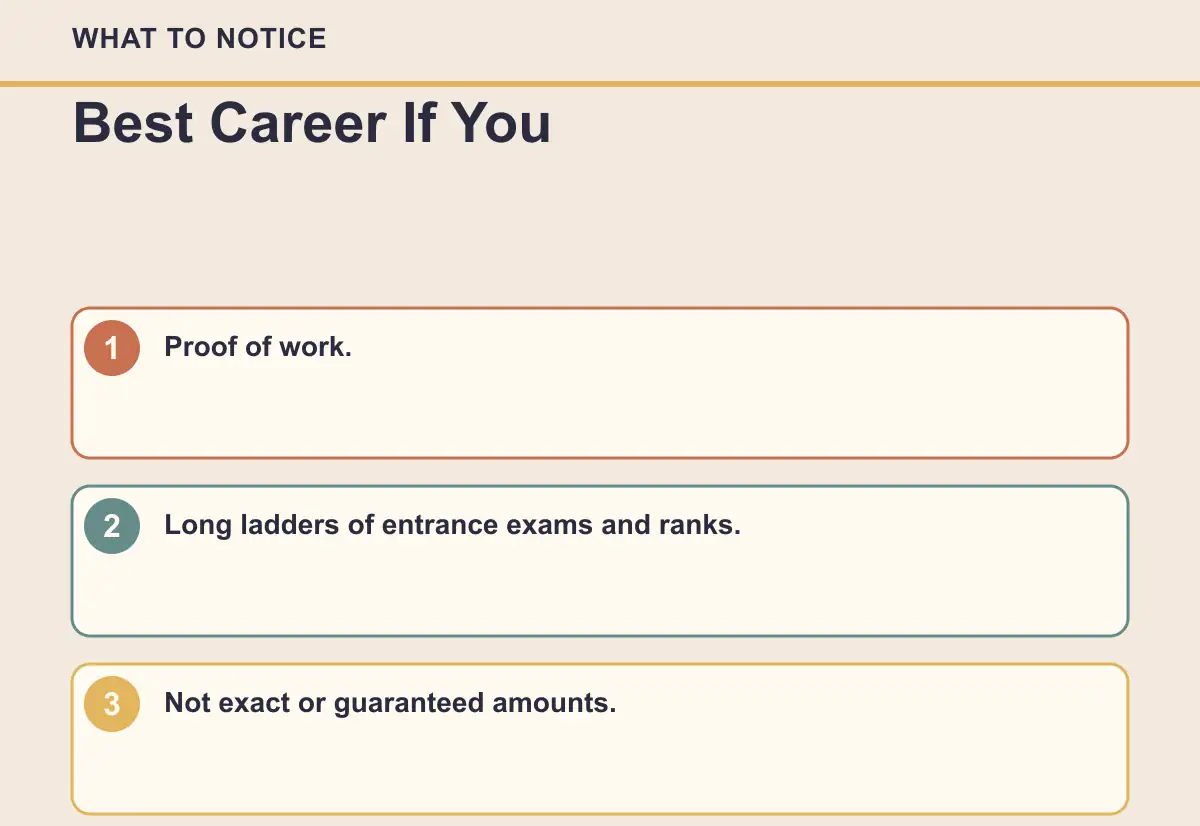 WHAT TO NOTICE
Best Career If You
1 Proof of work.
2 Long ladders of entrance exams and ranks.
3 Not exact or guaranteed amounts.